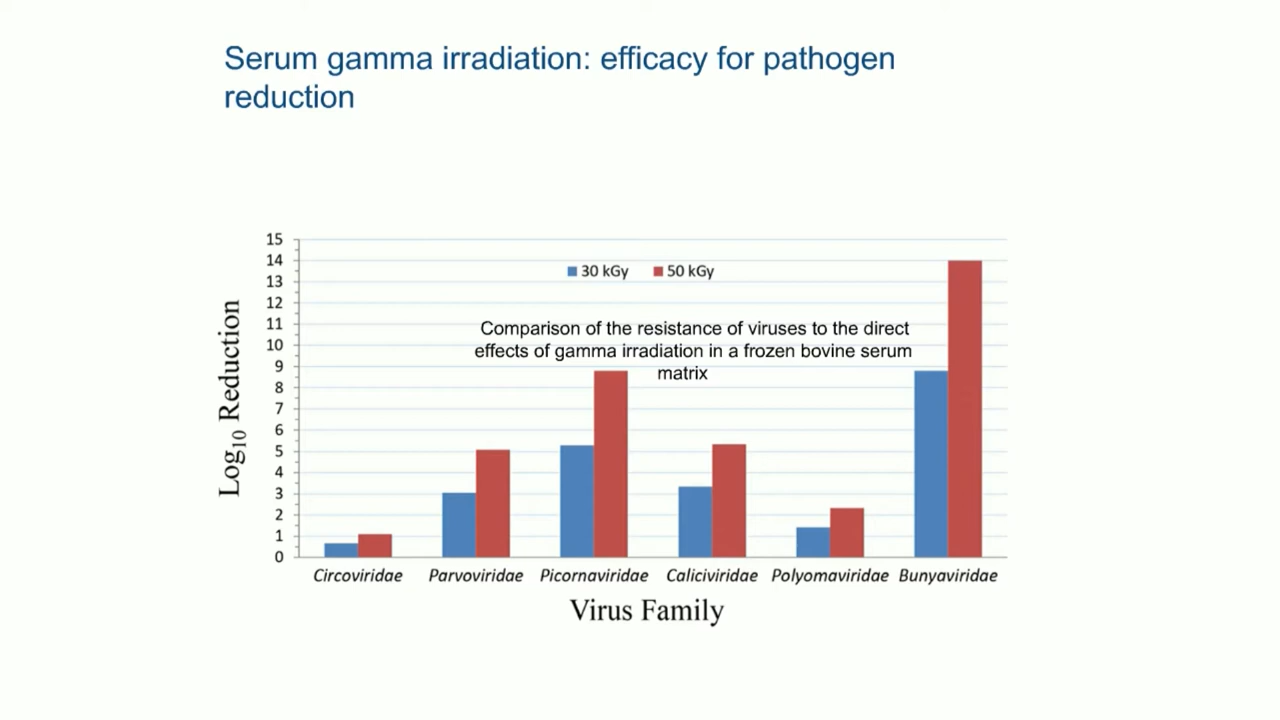 Serum gamma irradiation: efficacy for pathogen
reduction
15
14
13
12
11
10
9
8
7
6
5
4
3
2
1
0
Log10 Reduction
30 kGy 50 kGy
Comparison of the resistance of viruses to the direct
effects of gamma irradiation in a frozen bovine serum
matrix
Circoviridae Parvoviridae Picornaviridae Caliciviridae Polyomaviridae Bunyaviridae
Virus Family